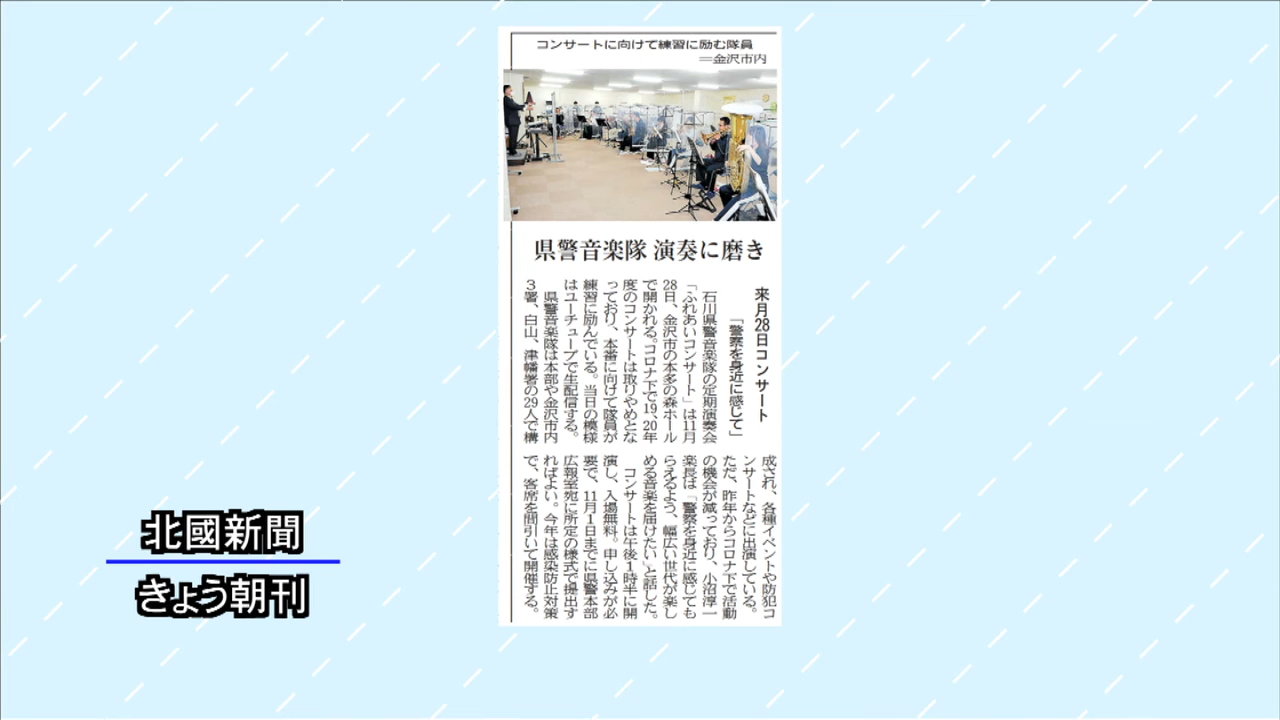 コンサートに向けて練習に励む隊員
＝金沢市内
県警音楽隊 演奏に磨き
来月28日コンサート
「警察を身近に感じて」
石川県警音楽隊の定期演奏会
「ふれあいコンサート」は11月
28日、金沢市の本多の森ホール
で開かれる。コロナ下で19、20年
度のコンサートは取りやめとな
っており、本番に向けて隊員が
練習に励んでいる。当日の模様
はユーチューブで生配信する。
県警音楽隊は本部や金沢市内
3署、白山、津幡署の29人で構
成され、各種イベントや防犯コ
ンサートなどに出演している。
ただ、昨年からコロナ下で活動
の機会が減っており、小沼淳一
楽長は「警察を身近に感じても
らえるよう、幅広い世代が楽し
める音楽を届けたい」と話した。
コンサートは午後1時半に開
演し、入場無料。申し込みが必
要で、11月1日までに県警本部
広報室宛に所定の様式で提出す
ればよい。今年は感染防止対策
で、客席を間引いて開催する。
北國新聞
きょう朝刊